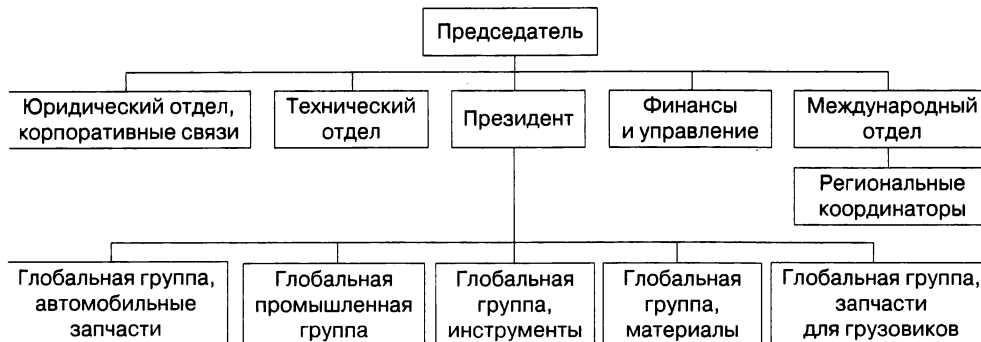 Председатель
Юридический отдел,
корпоративные связи
Технический
отдел
Президент
Финансы
и управление
Международный
отдел
Региональные
координаторы
Глобальная группа,
автомобильные
запчасти
Глобальная
промышленная
группа
Глобальная
группа,
инструменты
Глобальная
группа,
материалы
Глобальная группа,
запчасти
для грузовиков